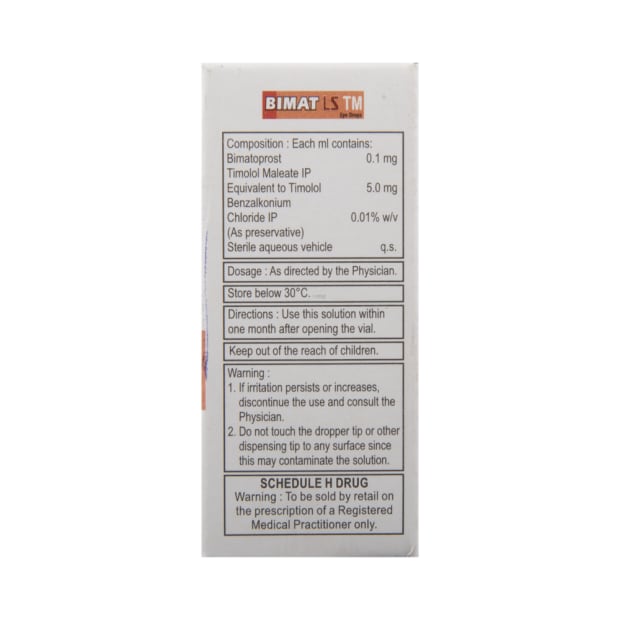 BIMAT LS TM
Eye Drops
Composition : Each ml contains:
Bimatoprost 0.1 mg
Timolol Maleate IP
Equivalent to Timolol 5.0 mg
Benzalkonium
Chloride IP 0.01% w/v
(As preservative)
Sterile aqueous vehicle q.s.
Dosage : As directed by the Physician.
Store below 30°C.
Directions : Use this solution within
one month after opening the vial.
Keep out of the reach of children.
Warning :
1. If irritation persists or increases,
discontinue the use and consult the
Physician.
2. Do not touch the dropper tip or other
dispensing tip to any surface since
this may contaminate the solution.
SCHEDULE H DRUG
Warning : To be sold by retail on
the prescription of a Registered
Medical Practitioner only.